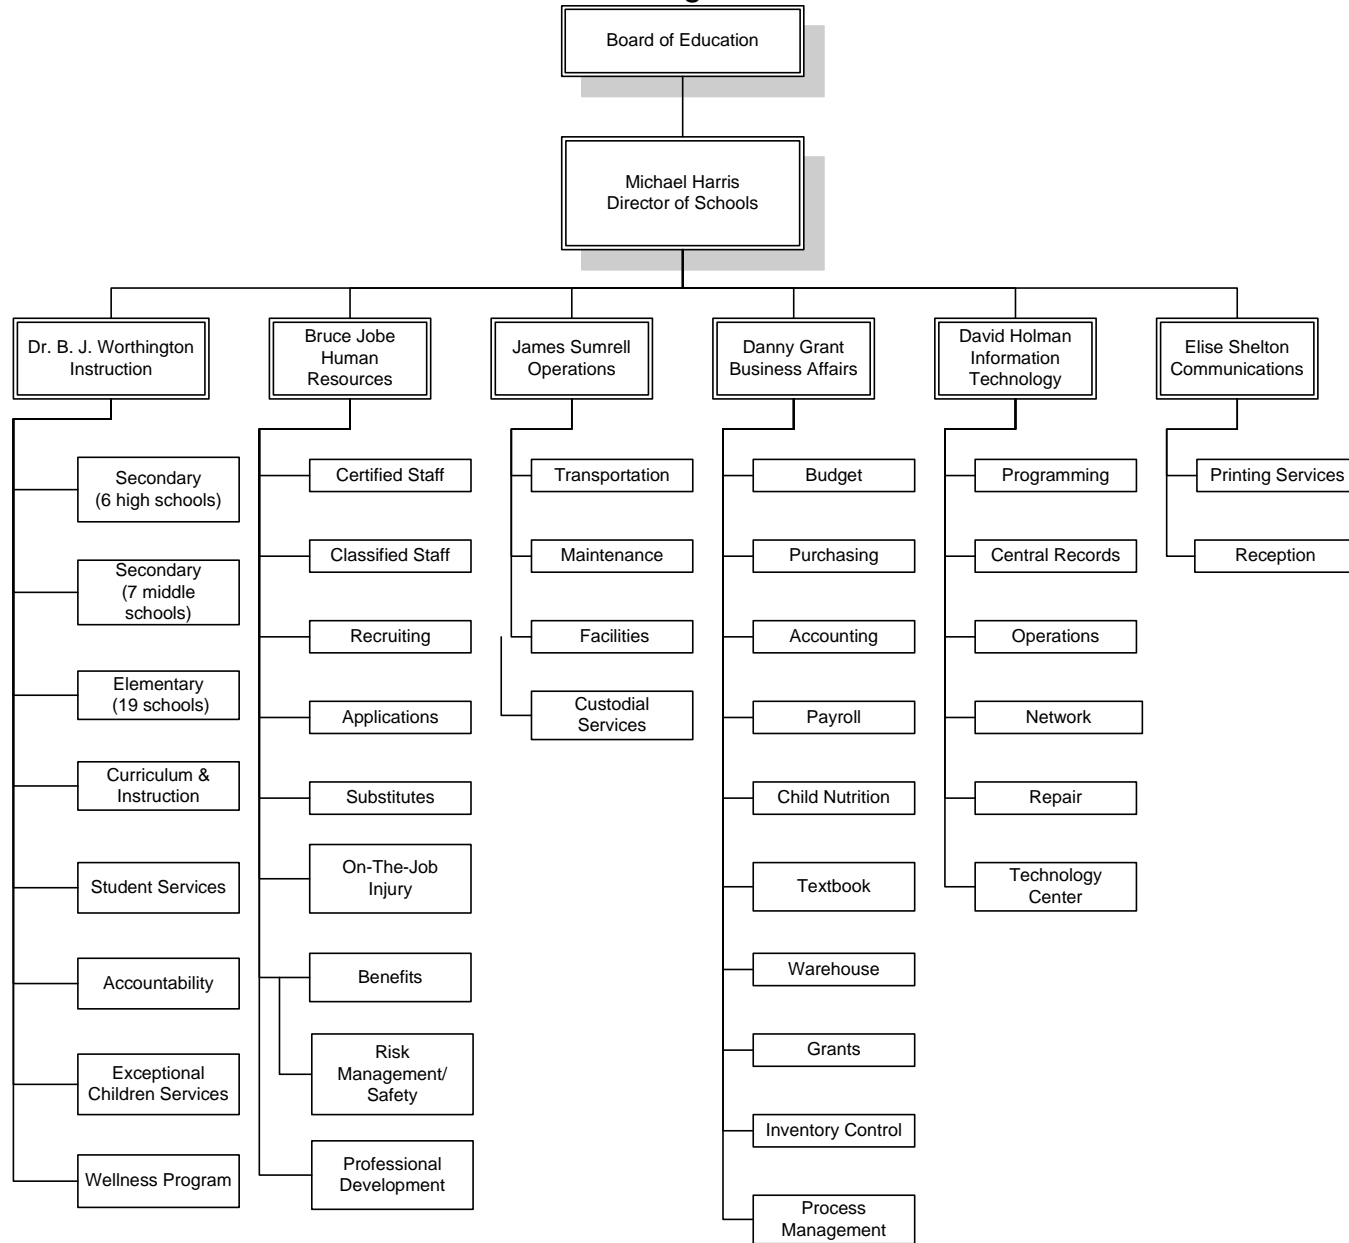 Board of Education
Michael Harris
Director of Schools
Dr. B. J. Worthington
Instruction
Bruce Jobe
Human
Resources
James Sumrell
Operations
Danny Grant
Business Affairs
David Holman
Information
Technology
Elise Shelton
Communications
Secondary
(6 high schools)
Secondary
(7 middle
schools)
Elementary
(19 schools)
Curriculum &
Instruction
Student Services
Accountability
Exceptional
Children Services
Wellness Program
Certified Staff
Classified Staff
Recruiting
Applications
Substitutes
On-The-Job
Injury
Benefits
Risk
Management/
Safety
Professional
Development
Transportation
Maintenance
Facilities
Custodial
Services
Budget
Purchasing
Accounting
Payroll
Child Nutrition
Textbook
Warehouse
Grants
Inventory Control
Process
Management
Programming
Central Records
Operations
Network
Repair
Technology
Center
Printing Services
Reception